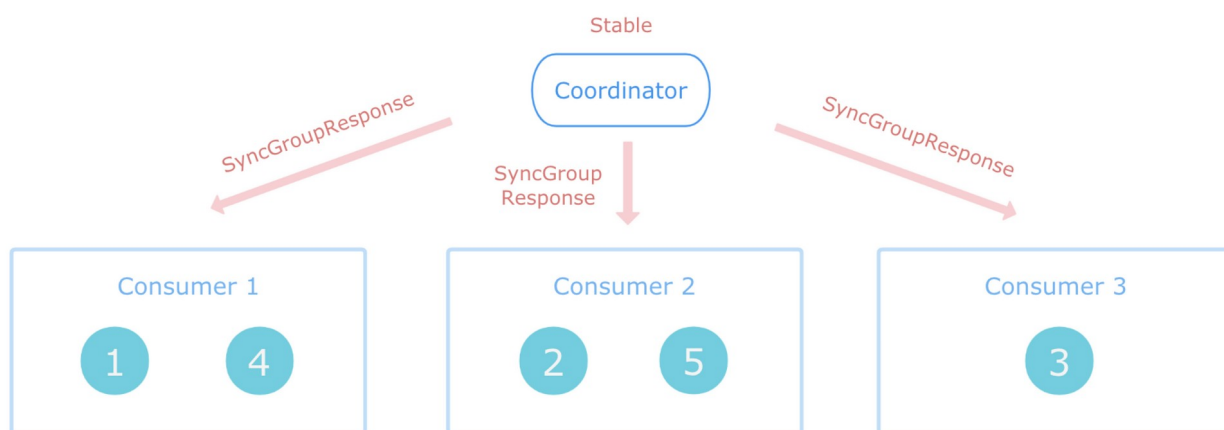 Stable
Coordinator
SyncGroupResponse
SyncGroup
Response
SyncGroupResponse
Consumer 1
Consumer 2
Consumer 3
1
4
2
5
3